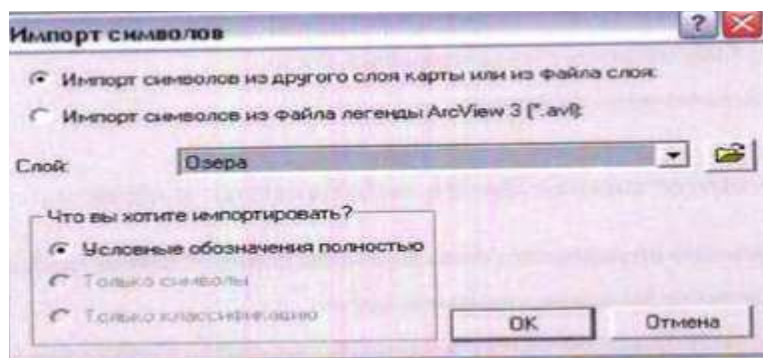 Импорт символов
Импорт символов из другого слоя карты или из файла слоя:
Импорт символов из файла легенды ArcView 3 (*.avl):
Слой: Озера
Что вы хотите импортировать?
Условные обозначения полностью
Только символы
Только классификацию
OK Отмена